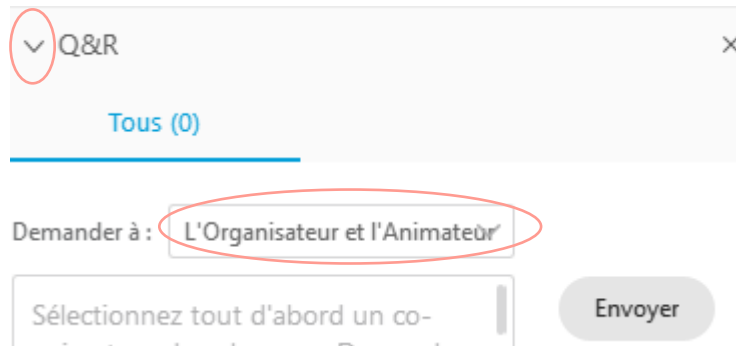 Q&R
Tous (0)
Demander à : L'Organisateur et l'Animateur
Sélectionnez tout d'abord un co-
Envoyer